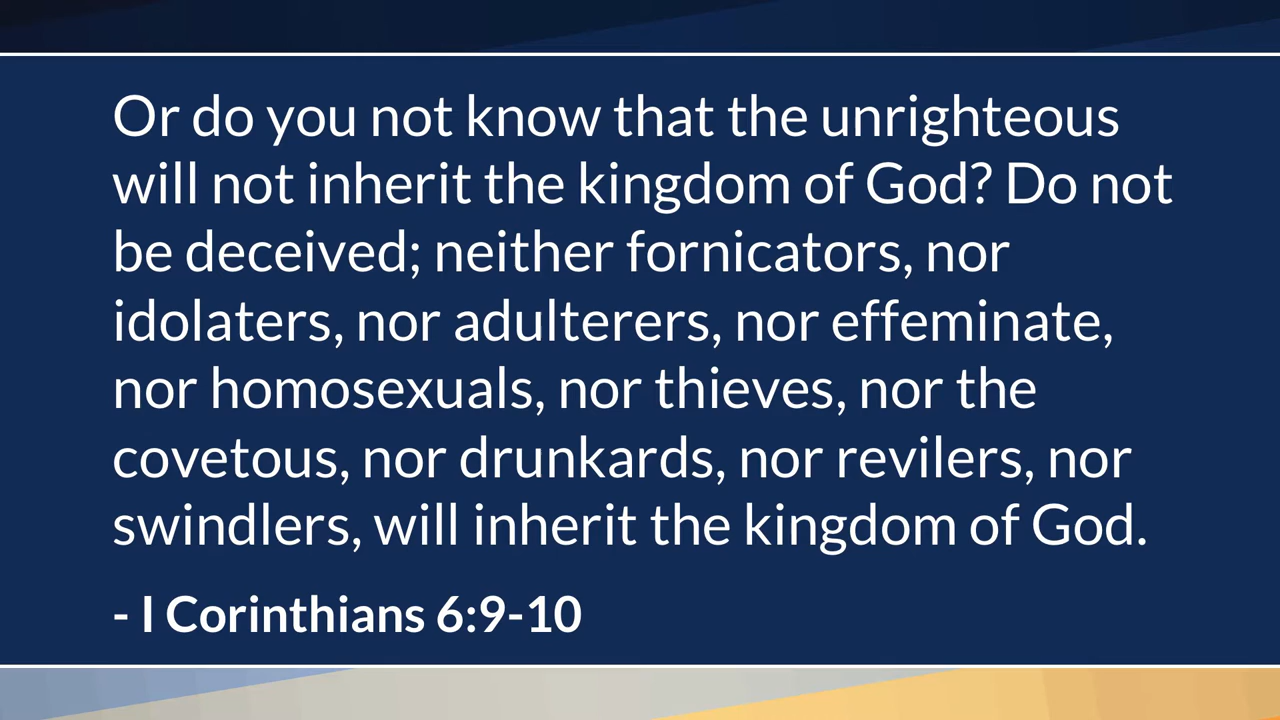 Or do you not know that the unrighteous
will not inherit the kingdom of God? Do not
be deceived; neither fornicators, nor
idolaters, nor adulterers, nor effeminate,
nor homosexuals, nor thieves, nor the
covetous, nor drunkards, nor revilers, nor
swindlers, will inherit the kingdom of God.
- I Corinthians 6:9-10